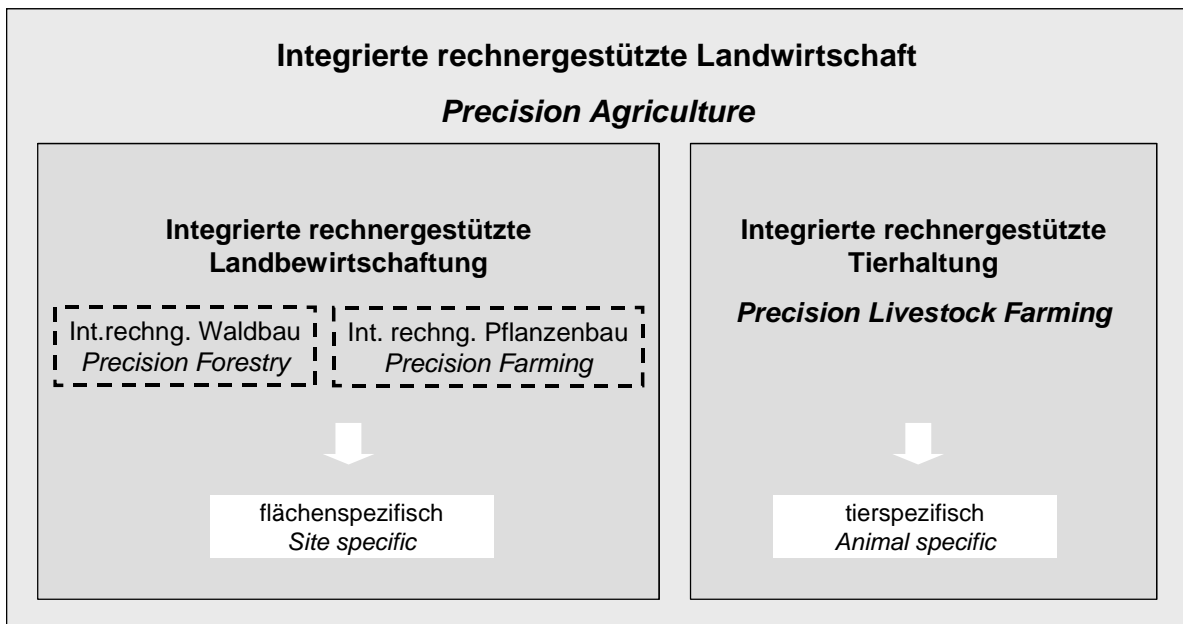 Integrierte rechnergestützte Landwirtschaft
Precision Agriculture
Integrierte rechnergestützte
Landbewirtschaftung
Int.rechng. Waldbau
Precision Forestry
Int. rechng. Pflanzenbau
Precision Farming
flächenspezifisch
Site specific
Integrierte rechnergestützte
Tierhaltung
Precision Livestock Farming
tierspezifisch
Animal specific